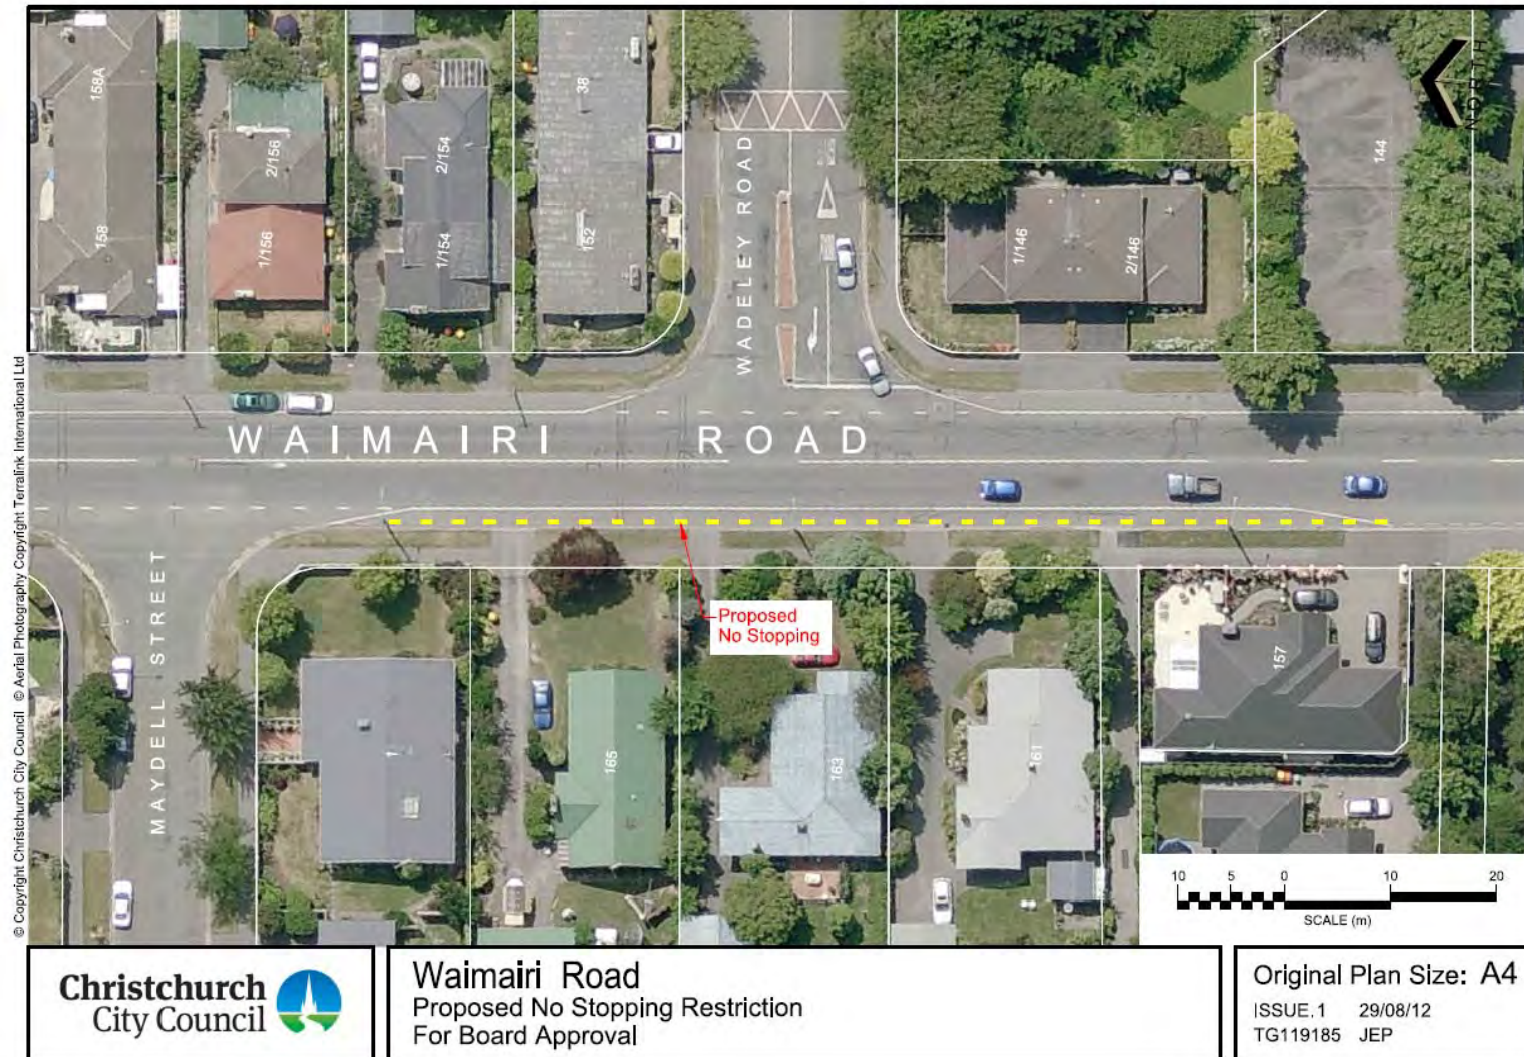 158A
158
2/156
1/156
2/154
1/154
38
152
WADELEY ROAD
1/146
2/146
144
NORTH
WAIMAIRI ROAD
MAYDELL STREET
Proposed
No Stopping
165
163
161
157
10 5 0 10 20
SCALE (m)
© Copyright Christchurch City Council © Aerial Photography Copyright Terralink International Ltd
Christchurch
City Council
Waimairi Road
Proposed No Stopping Restriction
For Board Approval
Original Plan Size: A4
ISSUE.1 29/08/12
TG119185 JEP